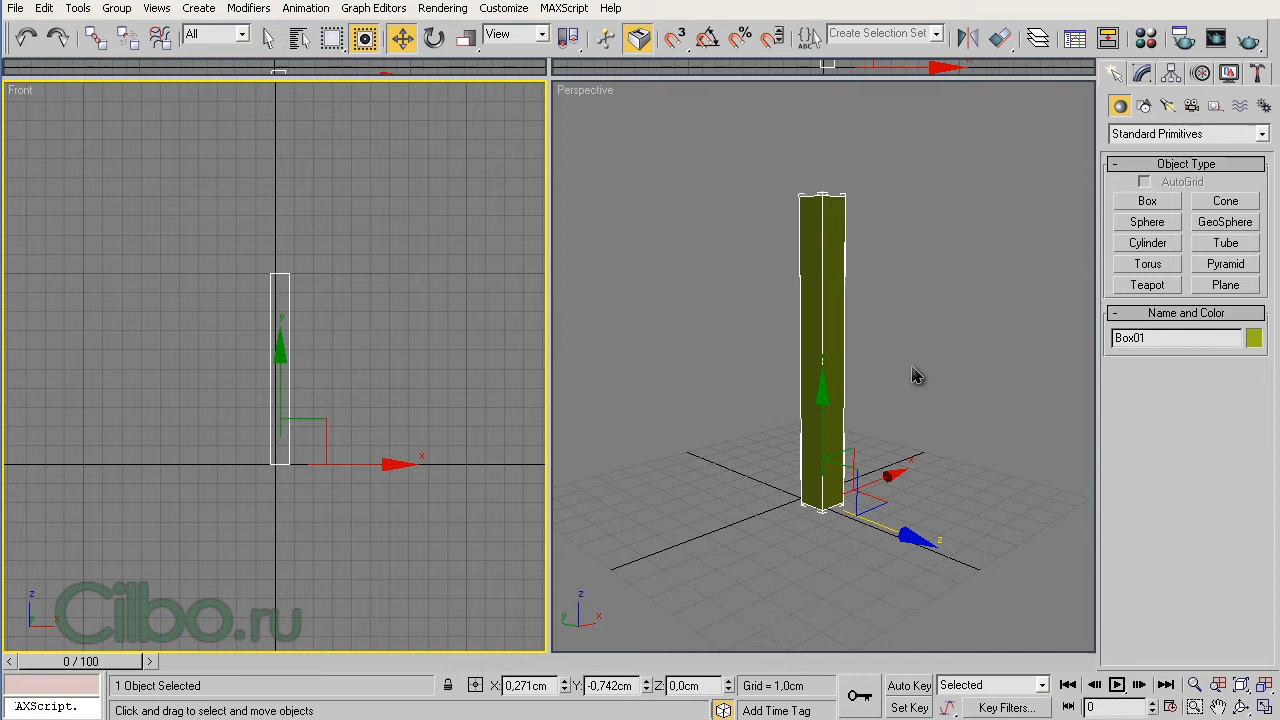 File Edit Tools Group Views Create Modifiers Animation Graph Editors Rendering Customize MAXScript Help
All View Create Selection Set
Front
Perspective
Standard Primitives
- Object Type
AutoGrid
Box Cone
Sphere GeoSphere
Cylinder Tube
Torus Pyramid
Teapot Plane
- Name and Color
Box01
y
x
x
z
z
y x
z
y x
Cilbo.ru
< 0 / 100 >
1 Object Selected X: 0,271cm Y: -0,742cm Z: 0,0cm Grid = 1,0cm Auto Key Selected
AXScript. Click and drag to select and move objects Add Time Tag Set Key Key Filters... 0